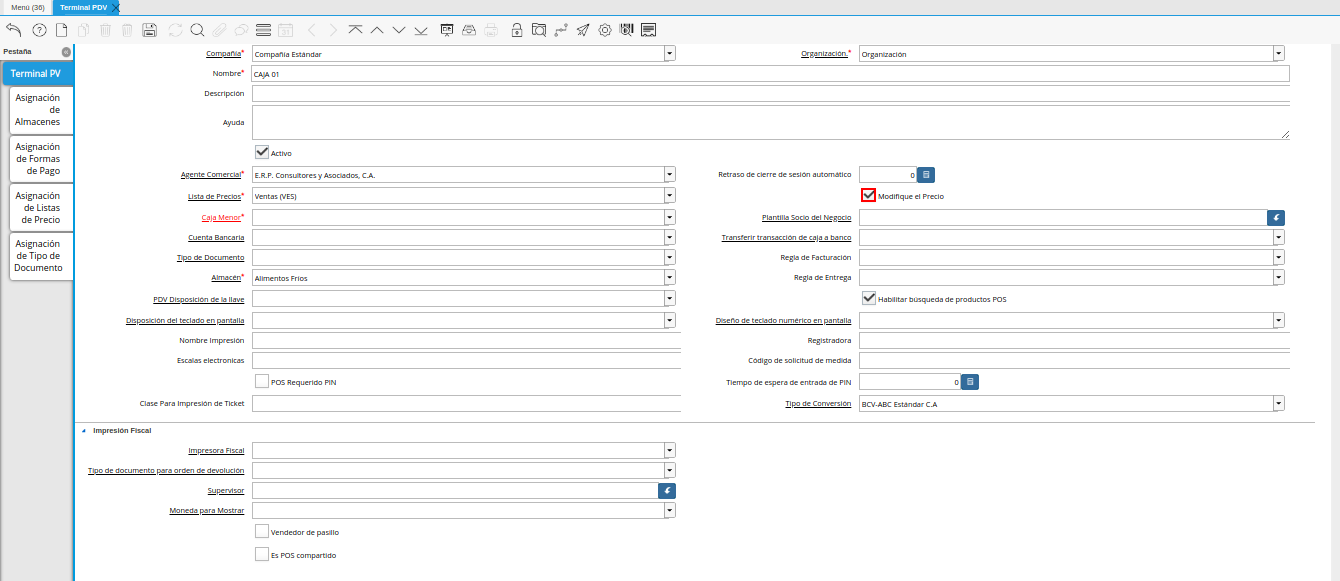 Menú (36)
Terminal PDV
Pestaña
Terminal PV
Asignación
de
Almacenes
Asignación
de Formas
de Pago
Asignación
de Listas
de Precio
Asignación
de Tipo de
Documento
Compañía* Compañía Estándar Organización.* Organización
Nombre* CAJA 01
Descripción
Ayuda
Activo
Agente Comercial* E.R.P. Consultores y Asociados, C.A. Retraso de cierre de sesión automático 0
Lista de Precios* Ventas (VES) Modifique el Precio
Caja Menor* Plantilla Socio del Negocio
Cuenta Bancaria Transferir transacción de caja a banco
Tipo de Documento Regla de Facturación
Almacén* Alimentos Fríos Regla de Entrega
PDV Disposición de la llave Habilitar búsqueda de productos POS
Disposición del teclado en pantalla Diseño de teclado numérico en pantalla
Nombre Impresión Registradora
Escalas electronicas Código de solicitud de medida
POS Requerido PIN Tiempo de espera de entrada de PIN 0
Clase Para Impresión de Ticket Tipo de Conversión BCV-ABC Estándar C.A
Impresión Fiscal
Impresora Fiscal
Tipo de documento para orden de devolución
Supervisor
Moneda para Mostrar
Vendedor de pasillo
Es POS compartido